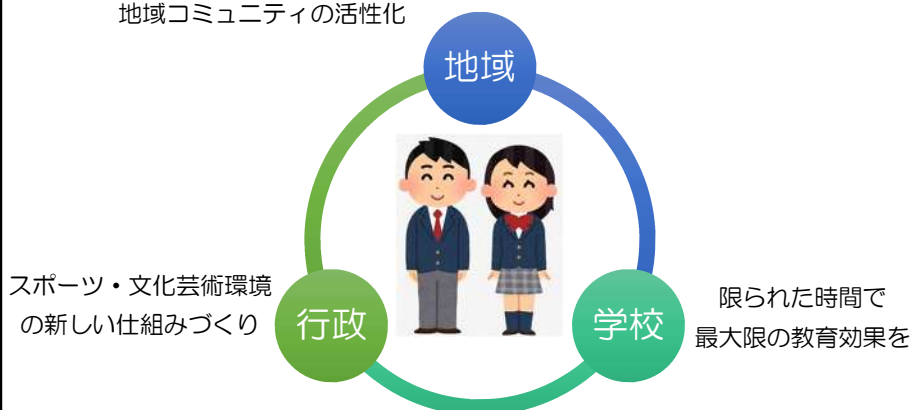 地域コミュニティの活性化
地域
スポーツ・文化芸術環境
の新しい仕組みづくり
行政
学校
限られた時間で
最大限の教育効果を